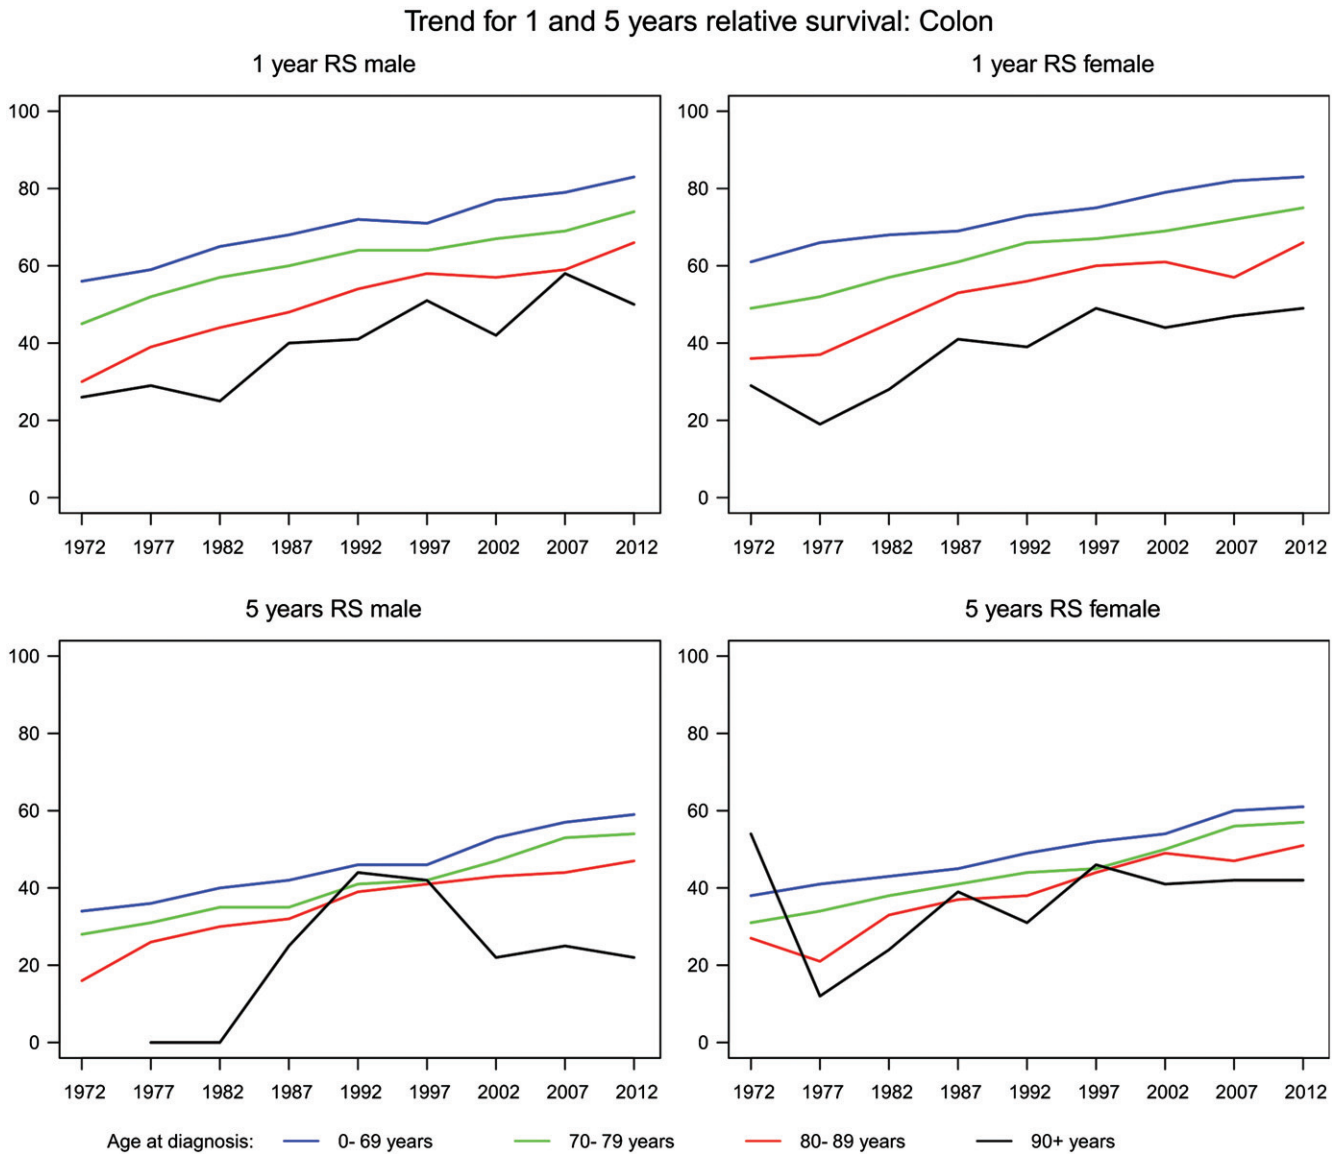 Trend for 1 and 5 years relative survival: Colon
1 year RS male
100
80
60
40
20
0
1972 1977 1982 1987 1992 1997 2002 2007 2012
1 year RS female
100
80
60
40
20
0
1972 1977 1982 1987 1992 1997 2002 2007 2012
5 years RS male
100
80
60
40
20
0
1972 1977 1982 1987 1992 1997 2002 2007 2012
5 years RS female
100
80
60
40
20
0
1972 1977 1982 1987 1992 1997 2002 2007 2012
Age at diagnosis: 0- 69 years 70- 79 years 80- 89 years 90+ years